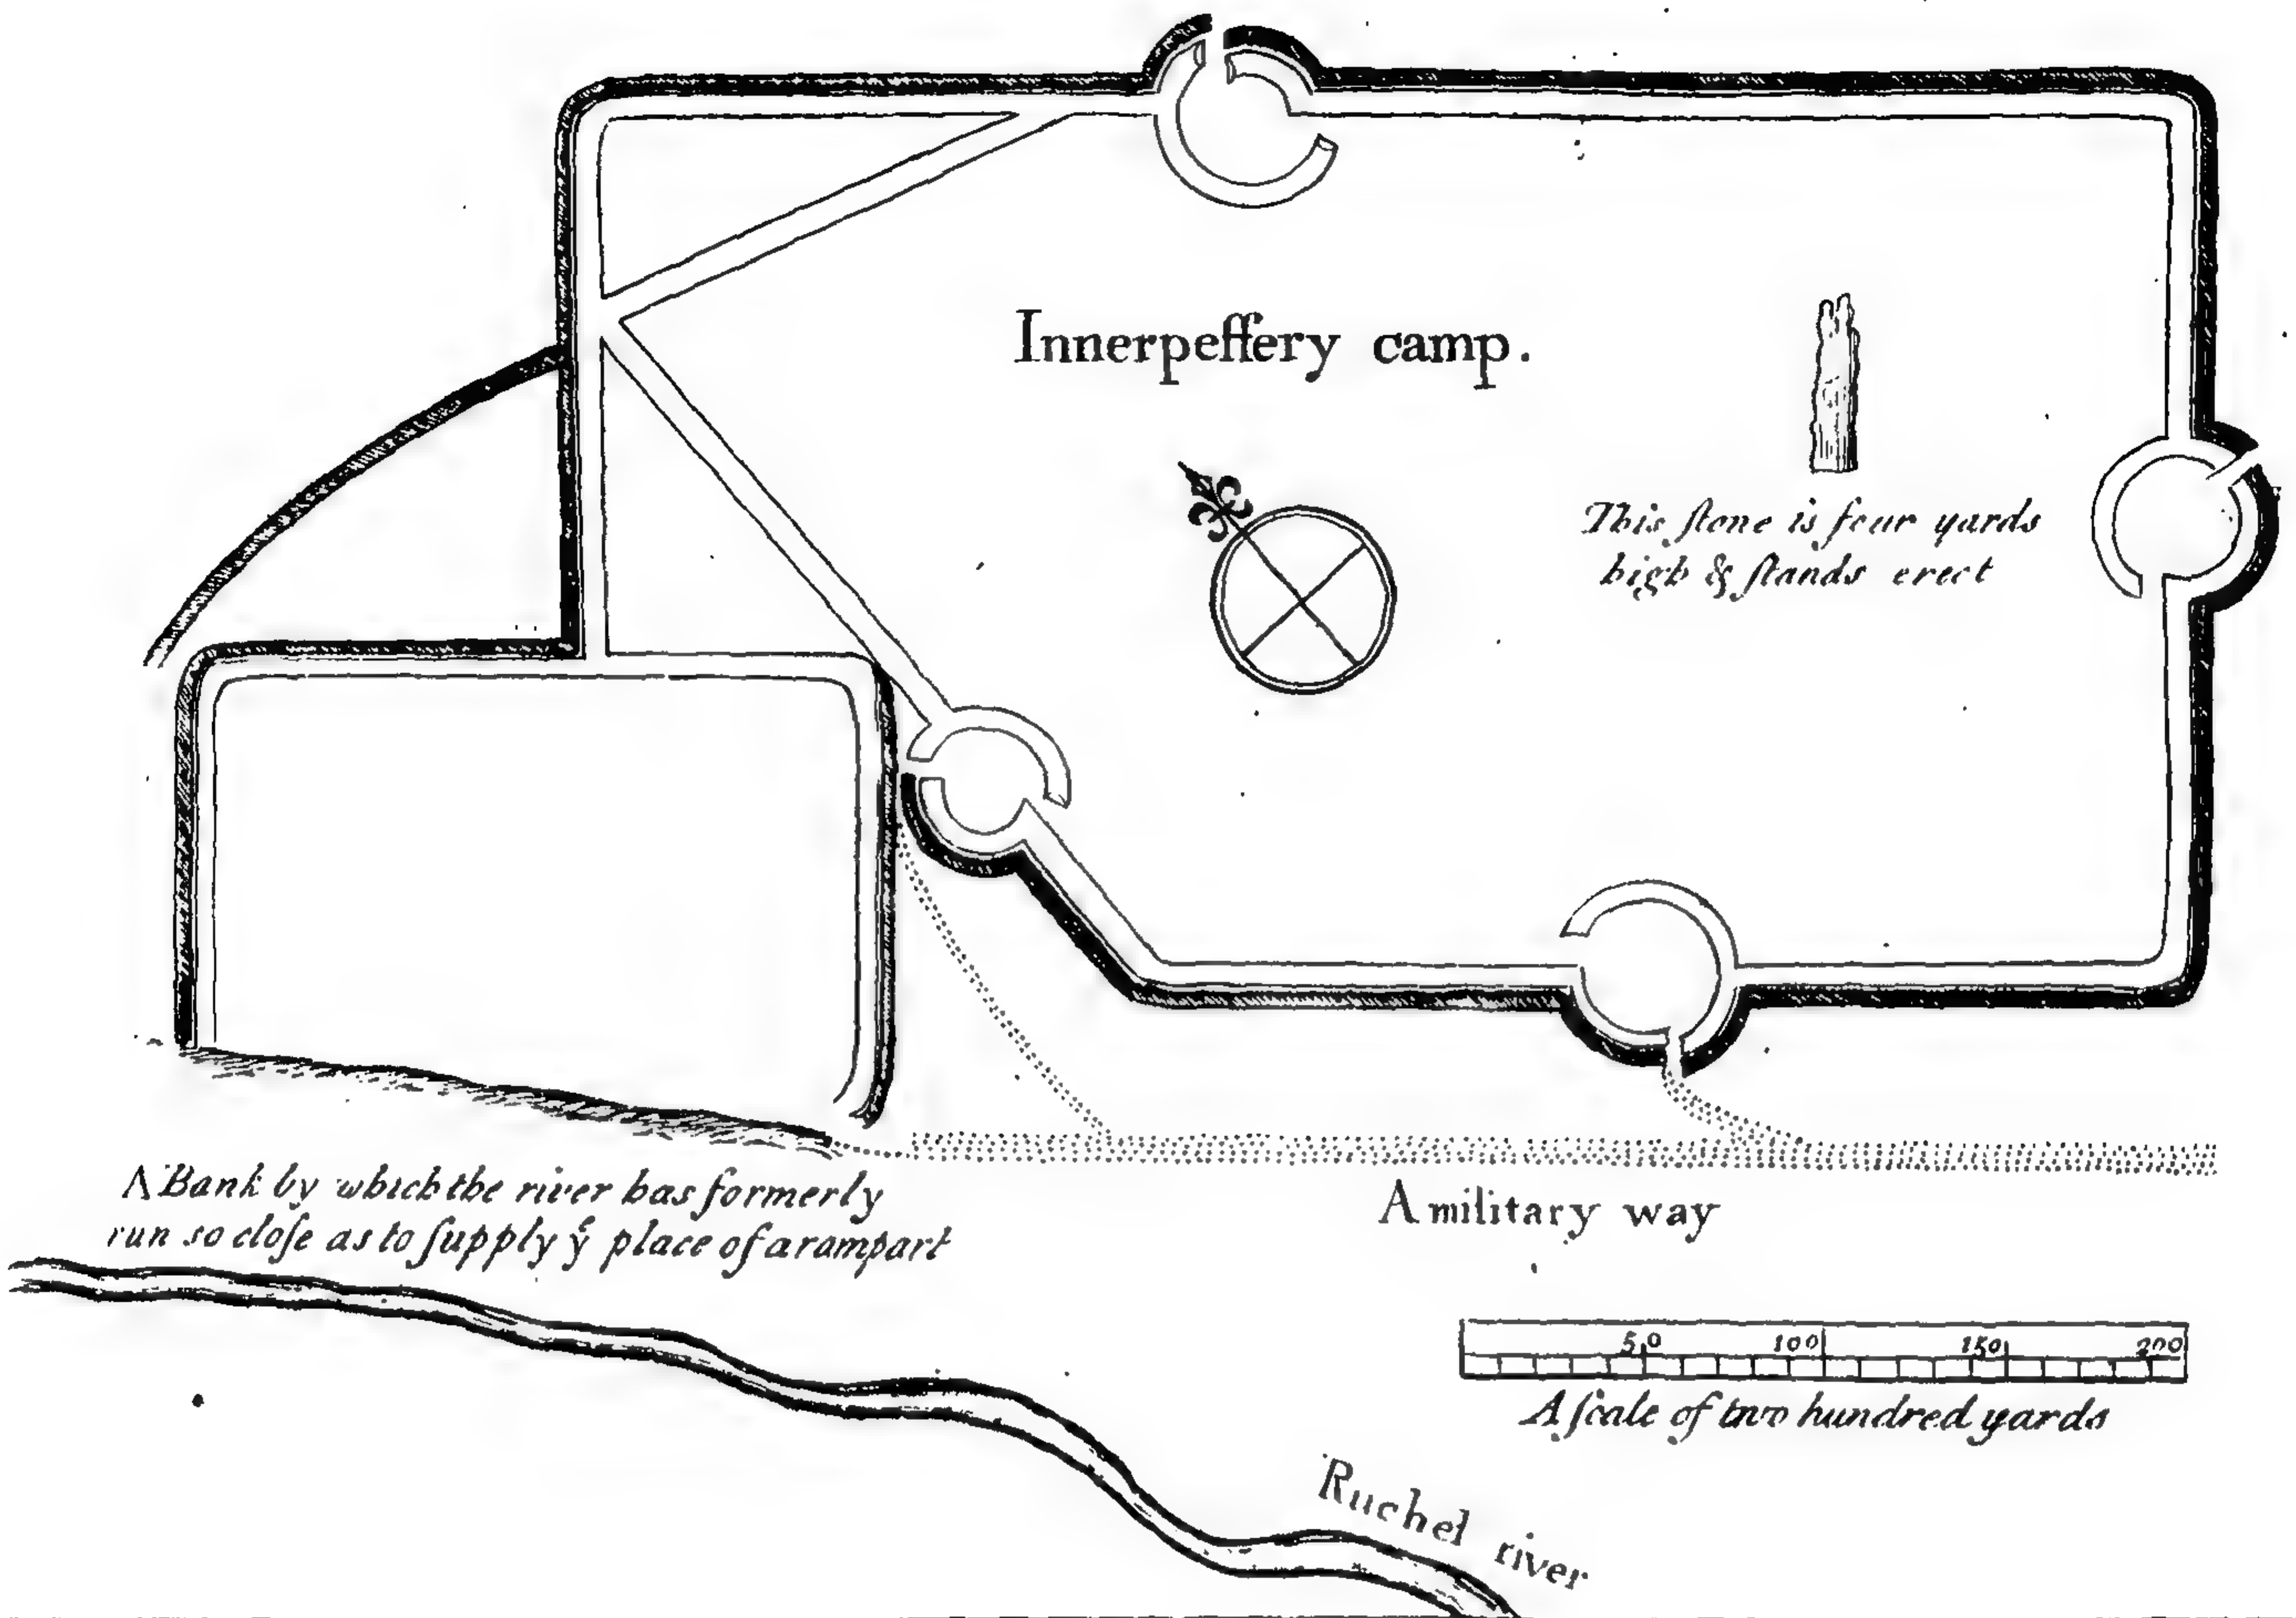 Innerpeffery camp.
This ſtone is four yards
high & ſtands erect
A Bank by which the river has formerly
run so cloſe as to ſupply yͤ place of a rampart
A military way
50 100 150 200
A ſcale of two hundred yards
Ruchel river